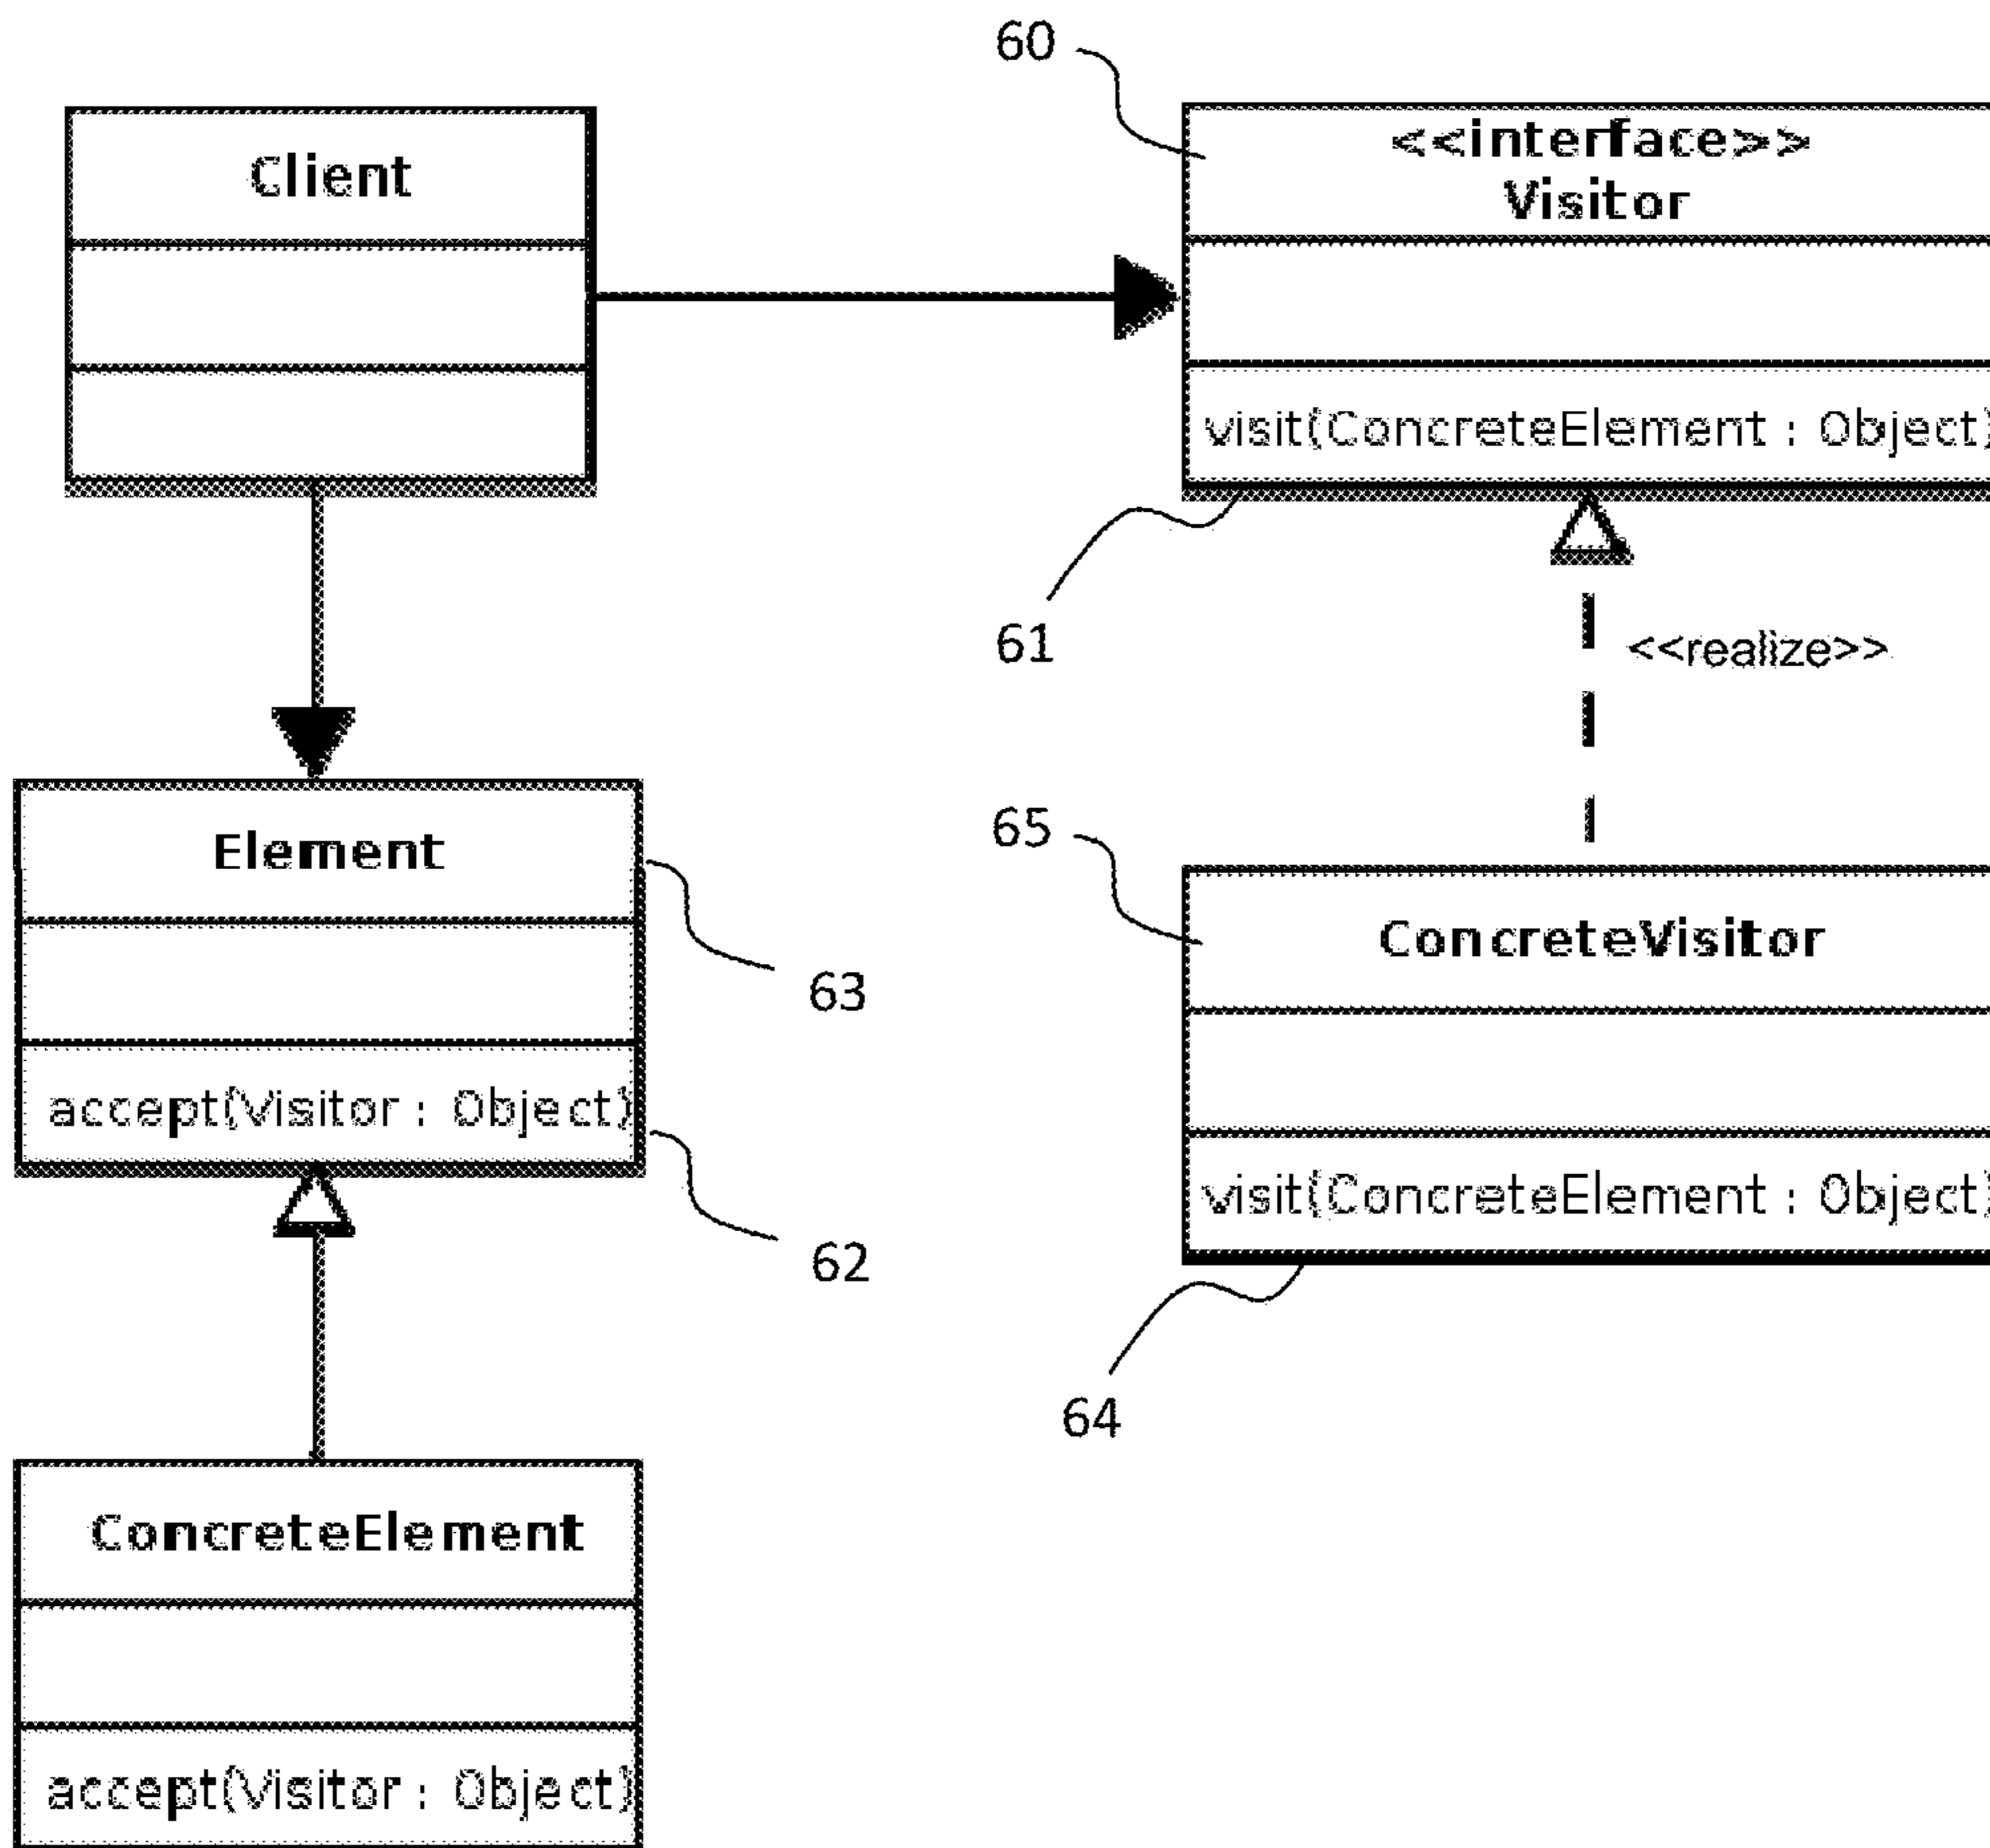 60
Client
<<interface>>
Visitor
visit(ConcreteElement : Object)
61
<<realize>>
Element
accept(Visitor : Object)
63
62
65
ConcreteVisitor
visit(ConcreteElement : Object)
64
ConcreteElement
accept(Visitor : Object)